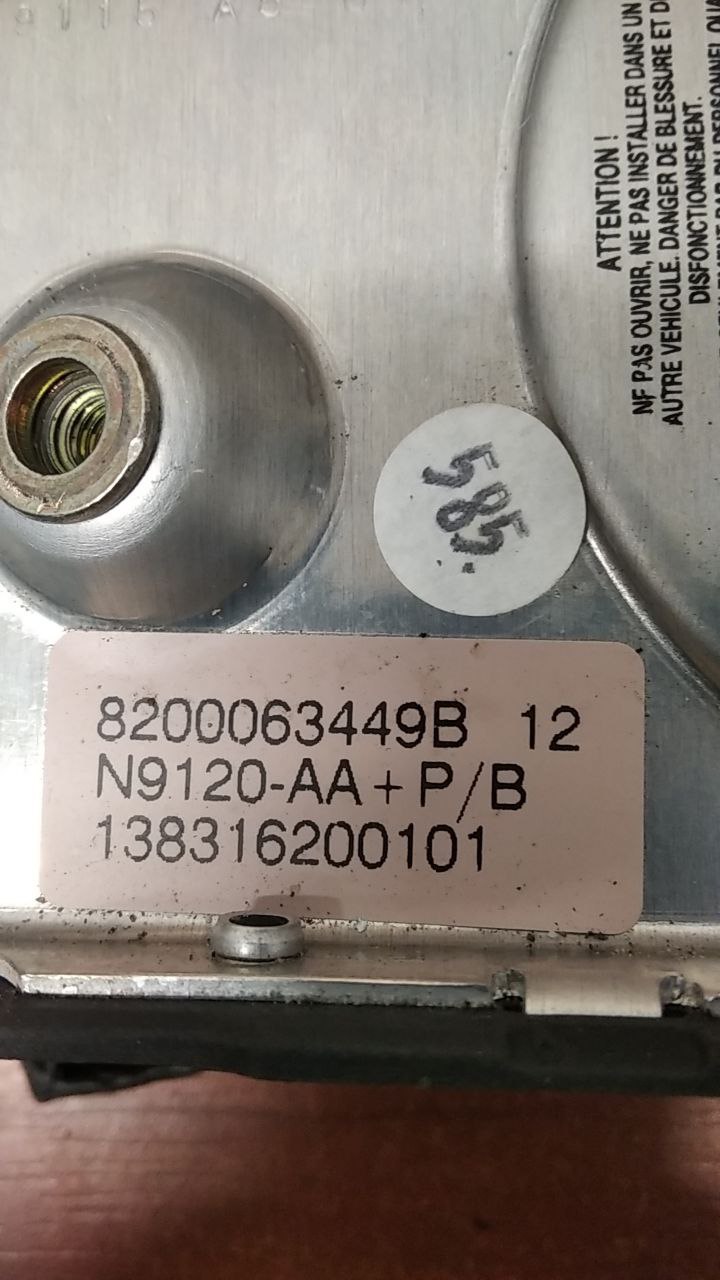 ATTENTION !
NE PAS OUVRIR, NE PAS INSTALLER DANS UN
AUTRE VEHICULE. DANGER DE BLESSURE ET
DISFONCTIONNEMENT.
585.
8200063449B 12
N9120-AA+P/B
138316200101